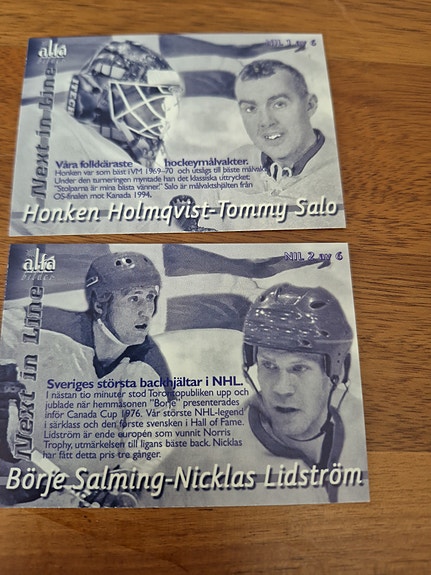 alfa
NIL 1 av 6
Next in Line
Våra folkkäraste hockeymålvakter.
Honken var som bäst i VM 1969–70 och utsågs till bäste målvakt.
Under den turneringen myntade han det klassiska uttrycket:
"Stolparna är mina bästa vänner." Salo är målvaktshjälten från
OS-finalen mot Kanada 1994.
Honken Holmqvist-Tommy Salo
alfa
bilder
NIL 2 av 6
Next in Line
Sveriges största backhjältar i NHL.
I nästan tio minuter stod Torontopubliken upp och
jublade när hemmasönen "Börje" presenterades
inför Canada Cup 1976. Vår störste NHL-legend
i särklass och den förste svensken i Hall of Fame.
Lidström är ende europén som vunnit Norris
Trophy, utmärkelsen till ligans bäste back. Nicklas
har fått detta pris tre gånger.
Börje Salming-Nicklas Lidström